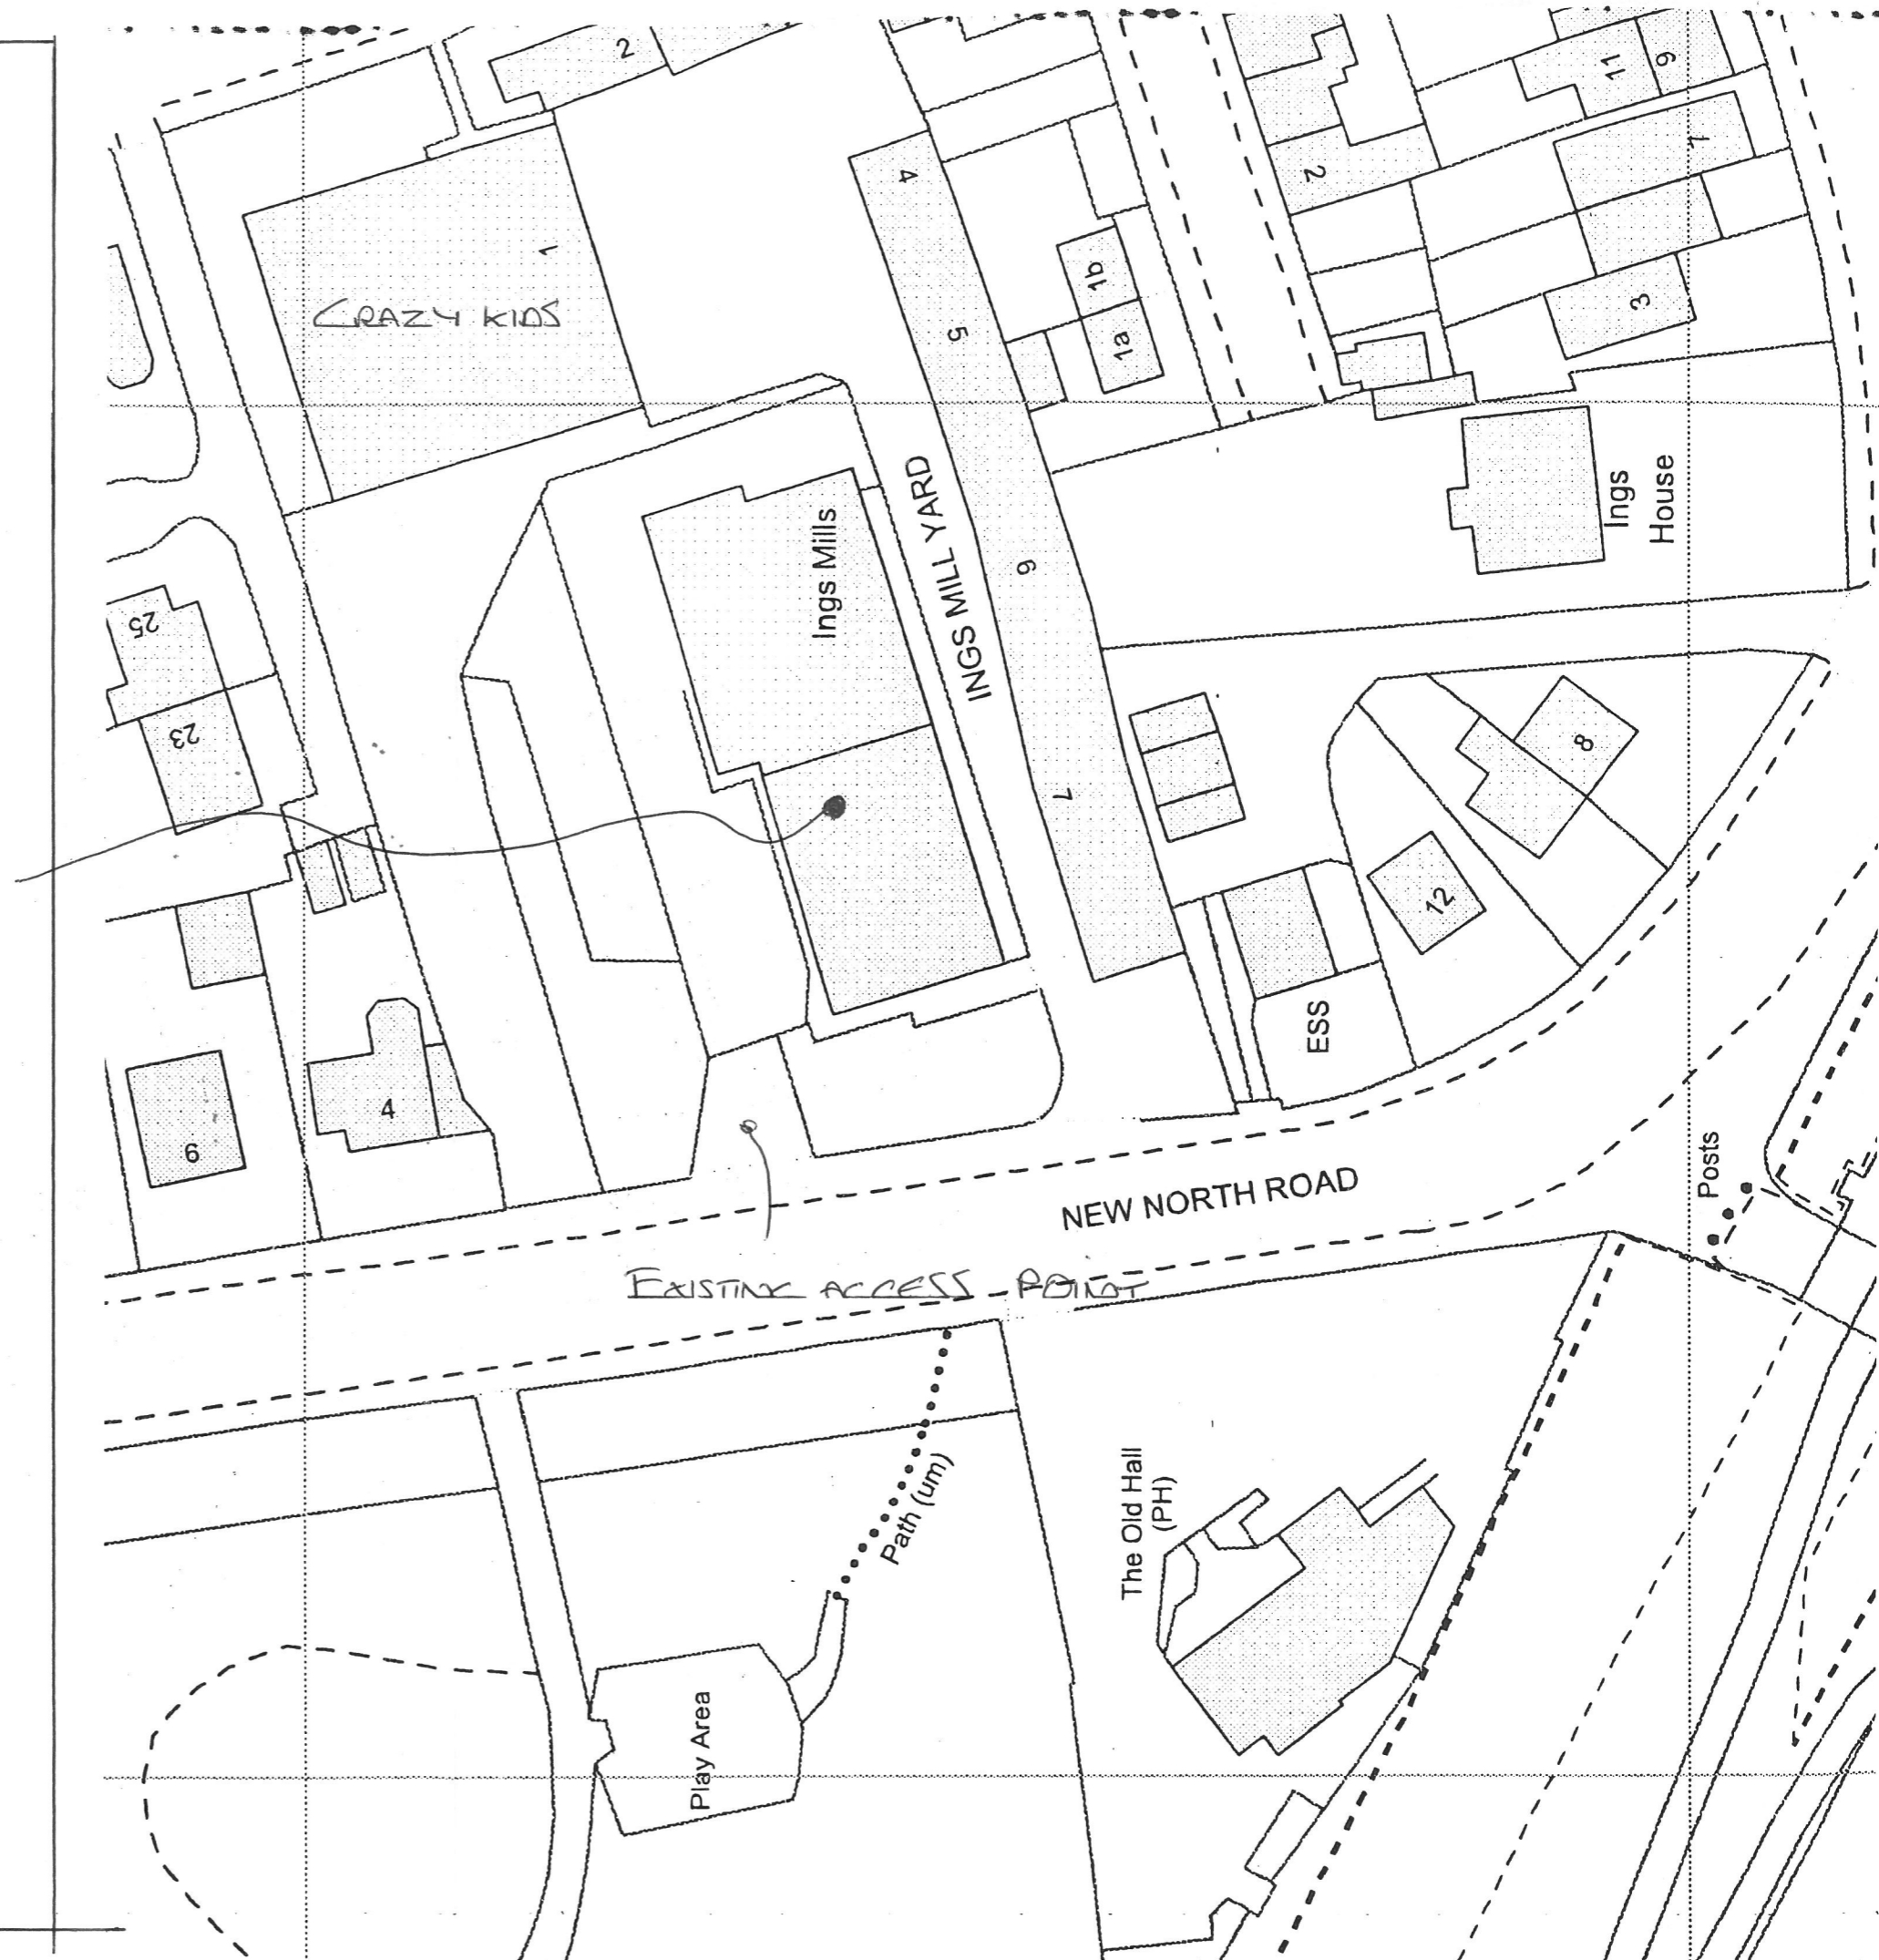 2
11
9
4
2
7
1
1b
5
1a
3
CRAZY KIDS
Ings
House
Ings Mills
INGS MILL YARD
6
25
23
8
7
12
ESS
4
6
Posts
NEW NORTH ROAD
EXISTING ACCESS POINT
Path (um)
The Old Hall
(PH)
Play Area